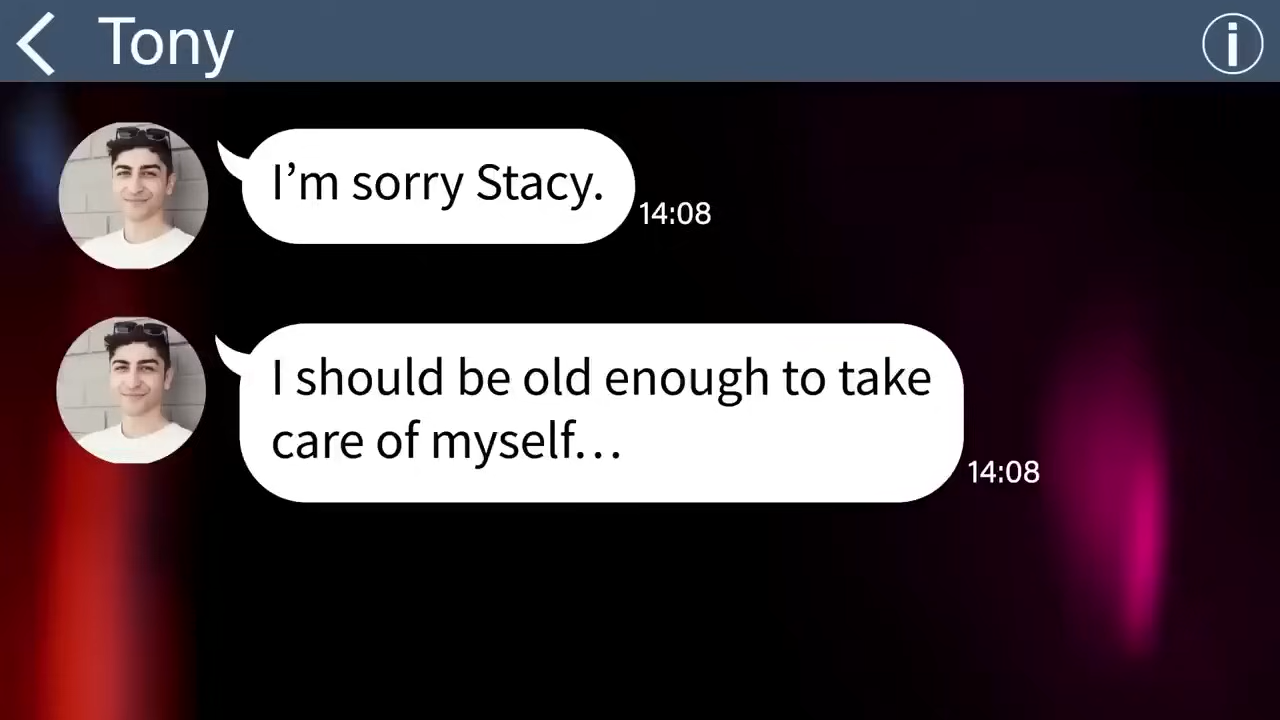 Tony
I’m sorry Stacy.
14:08
I should be old enough to take
care of myself…
14:08